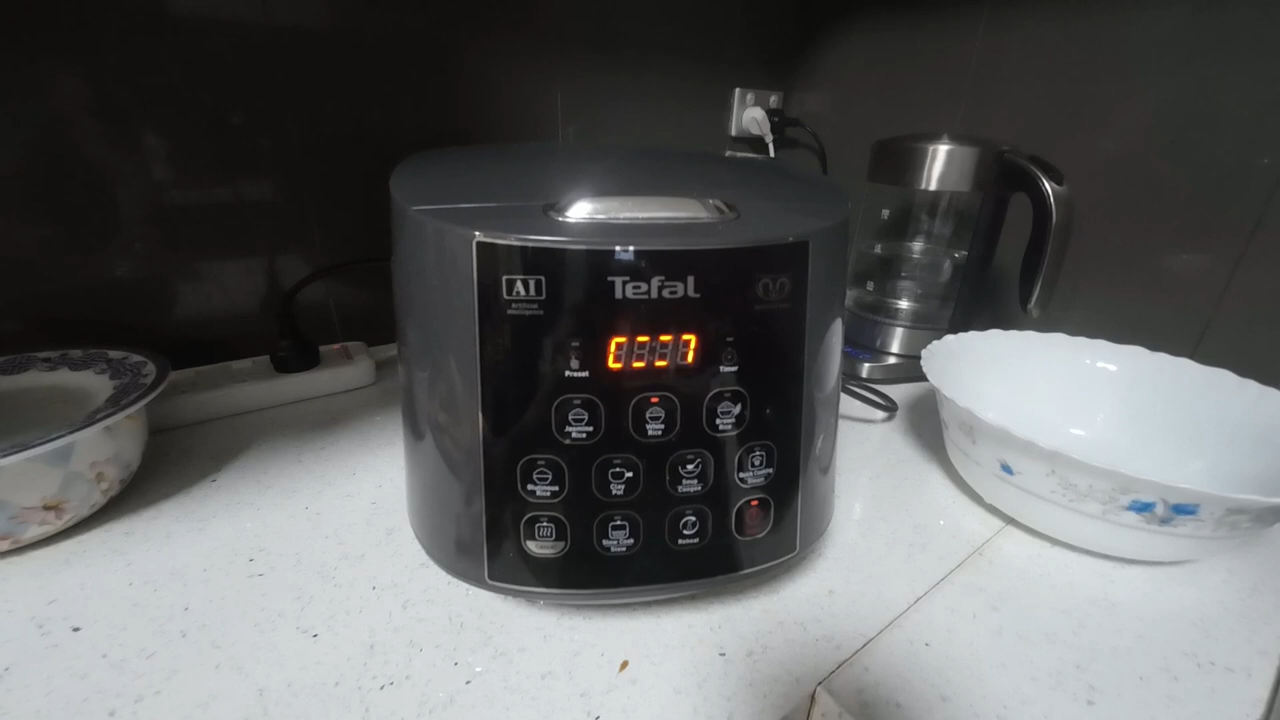 AI
Artificial
Intelligence
Tefal
Preset
Timer
Jasmine
Rice
White
Rice
Brown
Rice
Glutinous
Rice
Clay
Pot
Soup
Congee
Quick Cooking
Steam
Slow Cook
Stew
Reheat